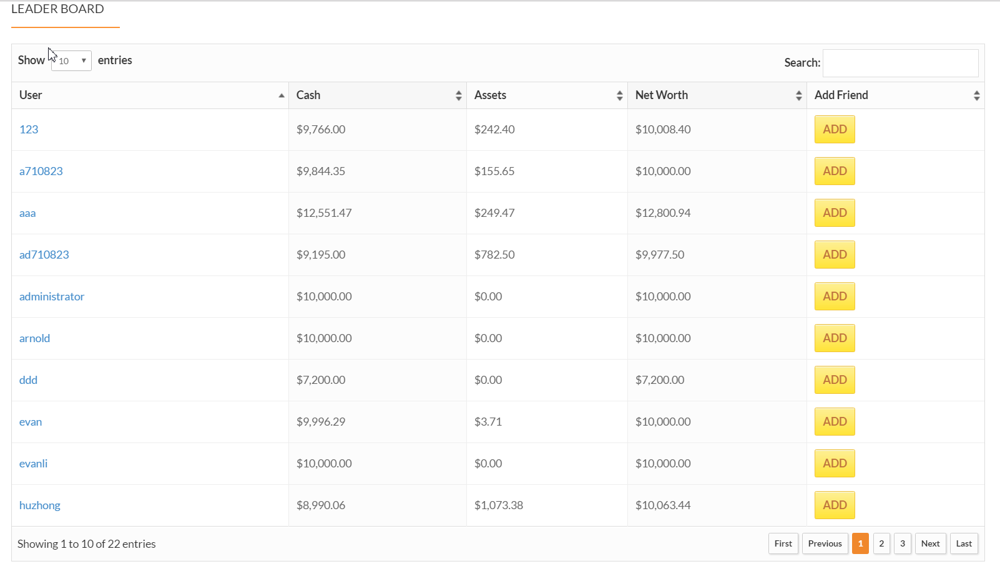 LEADER BOARD
Show 10 entries Search:
User Cash Assets Net Worth Add Friend
123 $9,766.00 $242.40 $10,008.40 ADD
a710823 $9,844.35 $155.65 $10,000.00 ADD
aaa $12,551.47 $249.47 $12,800.94 ADD
ad710823 $9,195.00 $782.50 $9,977.50 ADD
administrator $10,000.00 $0.00 $10,000.00 ADD
arnold $10,000.00 $0.00 $10,000.00 ADD
ddd $7,200.00 $0.00 $7,200.00 ADD
evan $9,996.29 $3.71 $10,000.00 ADD
evanli $10,000.00 $0.00 $10,000.00 ADD
huzhong $8,990.06 $1,073.38 $10,063.44 ADD
Showing 1 to 10 of 22 entries First Previous 1 2 3 Next Last